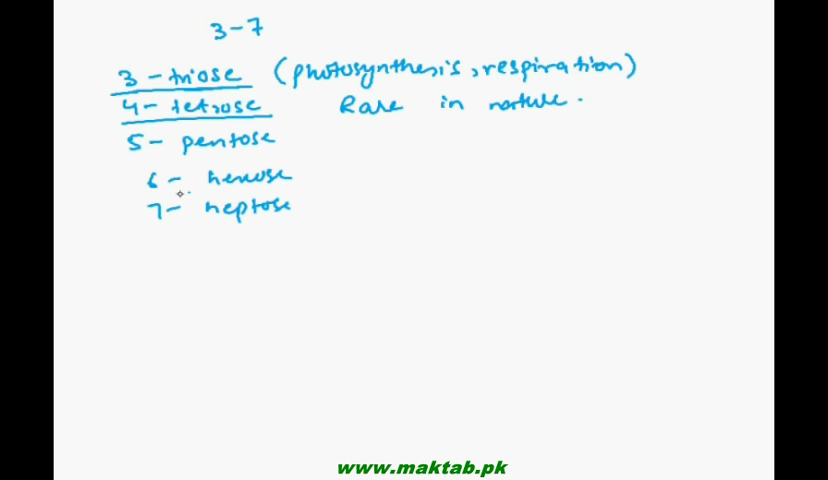 3-7
3 - triose (photosynthesis, respiration)
4 - tetrose Rare in nature.
5 - pentose
6 - hexose
7 - heptose
www.maktab.pk